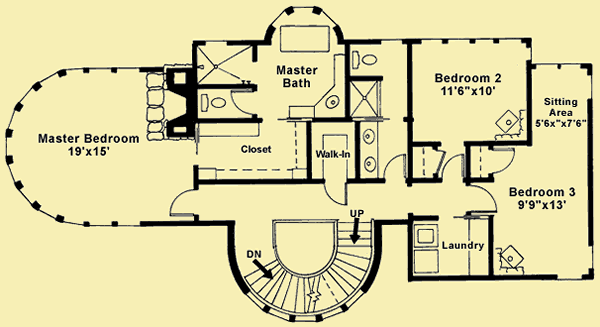 Master
Bath
Bedroom 2
11'6"x10'
Sitting
Area
5'6x"x7'6"
Master Bedroom
19'x15'
Closet
Walk-In
Bedroom 3
9'9"x13'
UP
DN
Laundry